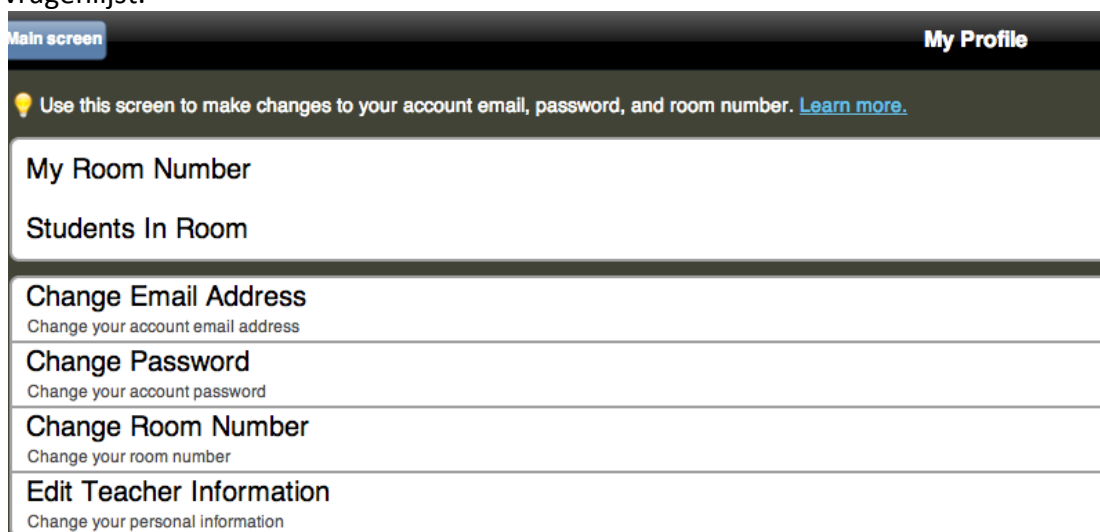 vragenlijst.
Main screen
My Profile
Use this screen to make changes to your account email, password, and room number. Learn more.
My Room Number
Students In Room
Change Email Address
Change your account email address
Change Password
Change your account password
Change Room Number
Change your room number
Edit Teacher Information
Change your personal information